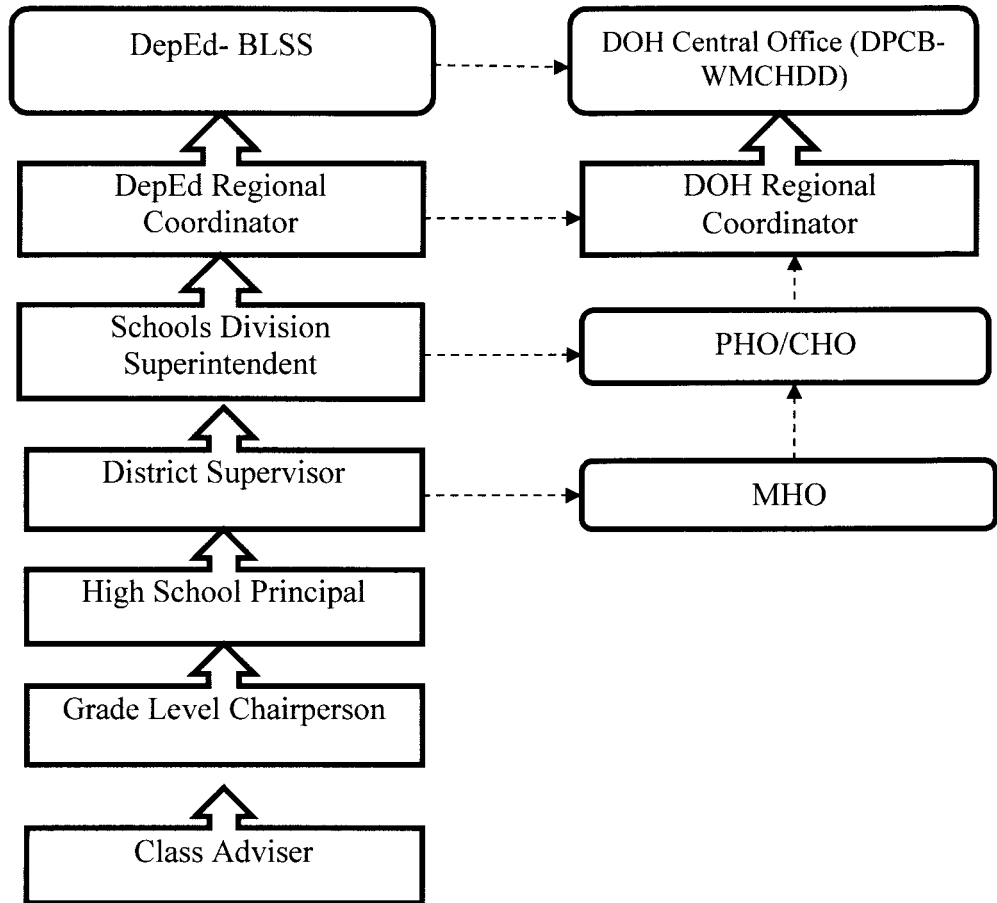 DepEd- BLSS
DOH Central Office (DPCB-
WMCHDD)
DepEd Regional
Coordinator
DOH Regional
Coordinator
Schools Division
Superintendent
PHO/CHO
District Supervisor
MHO
High School Principal
Grade Level Chairperson
Class Adviser